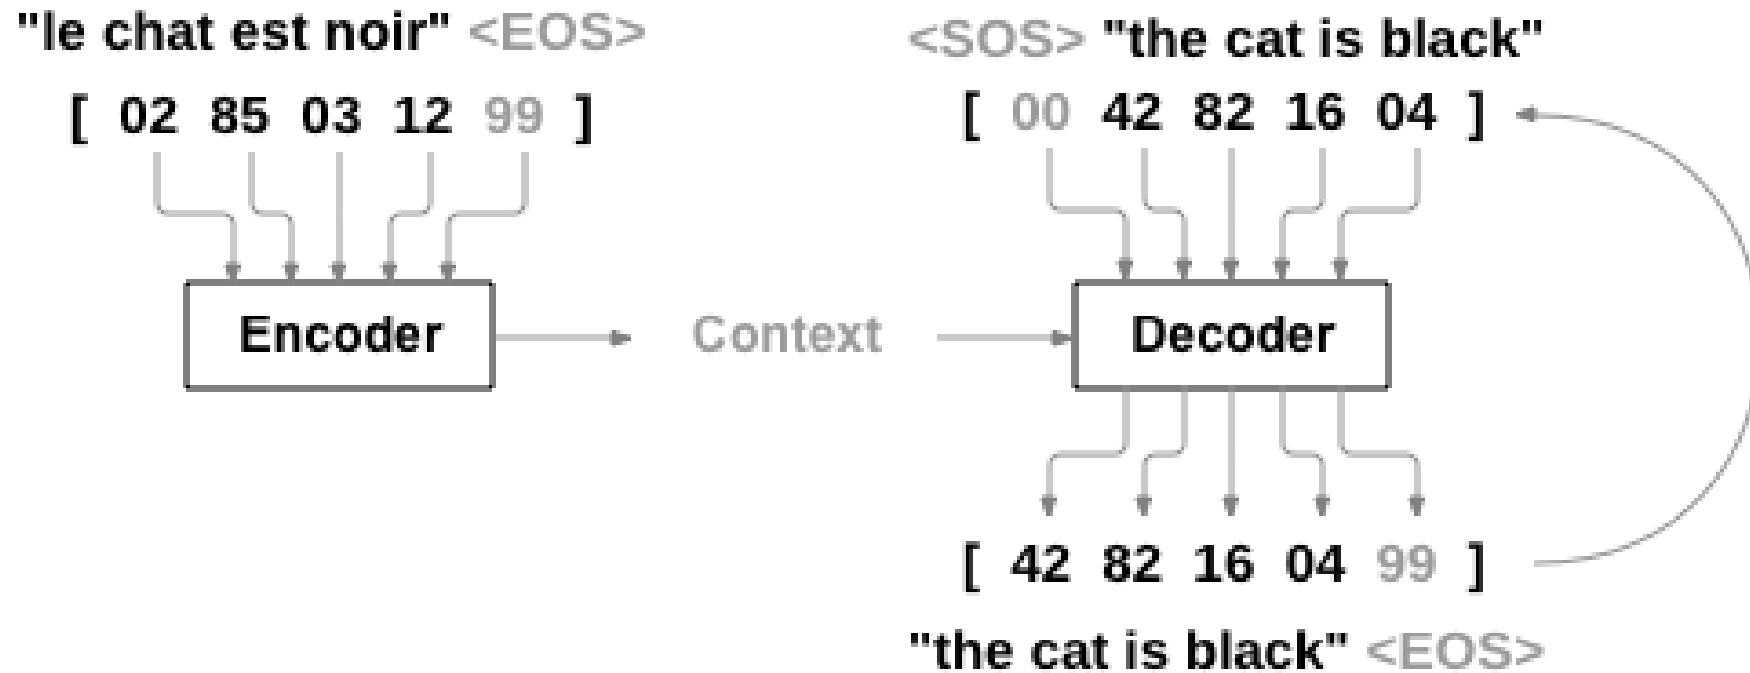 "le chat est noir" <EOS>
[ 02 85 03 12 99 ]
Encoder
Context
<SOS> "the cat is black"
[ 00 42 82 16 04 ]
Decoder
[ 42 82 16 04 99 ]
"the cat is black" <EOS>